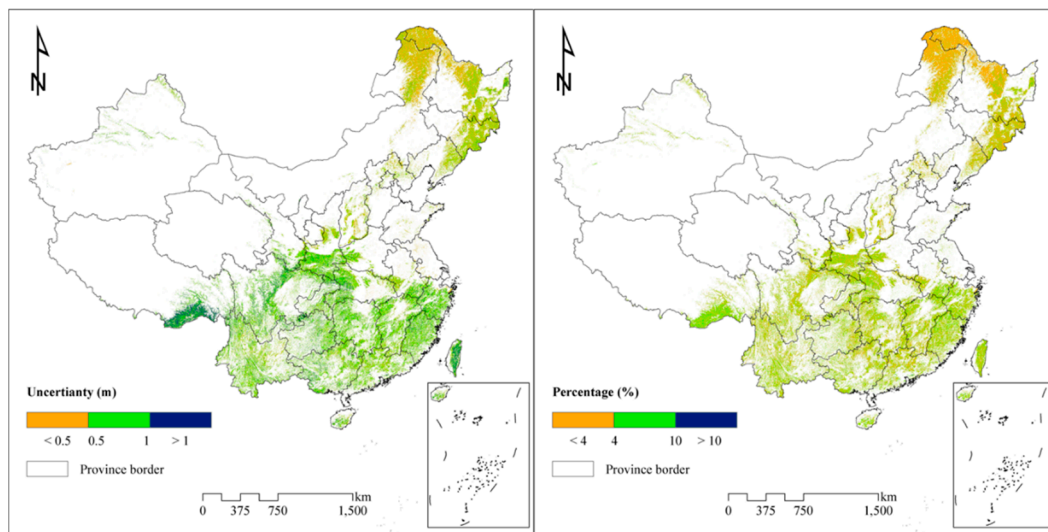 N
Uncertianty (m)
< 0.5 0.5 1 > 1
Province border
km
0 375 750 1,500
N
Percentage (%)
< 4 4 10 > 10
Province border
km
0 375 750 1,500